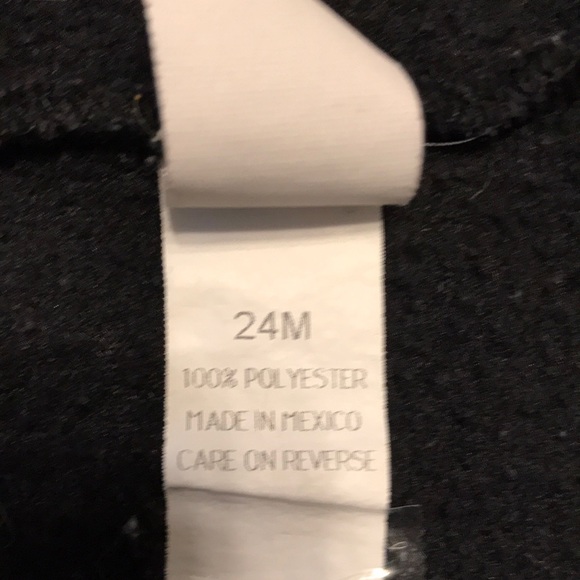 24M
100% POLYESTER
MADE IN MEXICO
CARE ON REVERSE